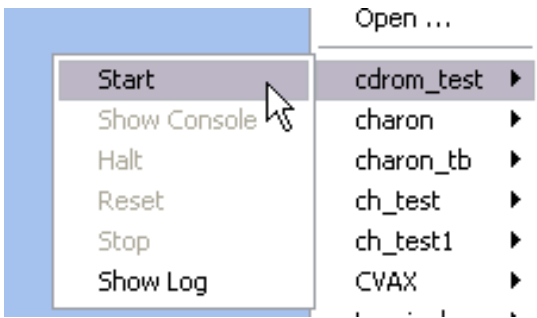 Open ...
Start
Show Console
Halt
Reset
Stop
Show Log
cdrom_test
charon
charon_tb
ch_test
ch_test1
CVAX